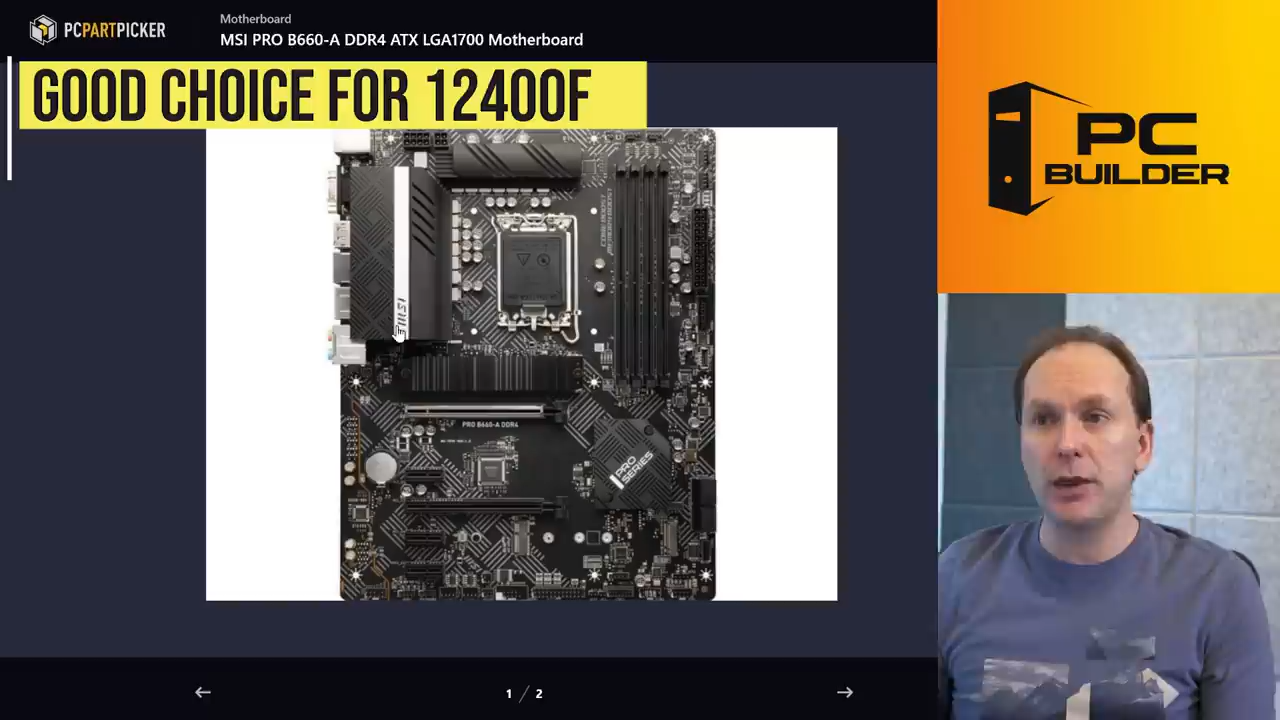 PCPARTPICKER
Motherboard
MSI PRO B660-A DDR4 ATX LGA1700 Motherboard
GOOD CHOICE FOR 12400F
PC
BUILDER
MSI
PRO B660-A DDR4
PRO
SERIES
1 / 2